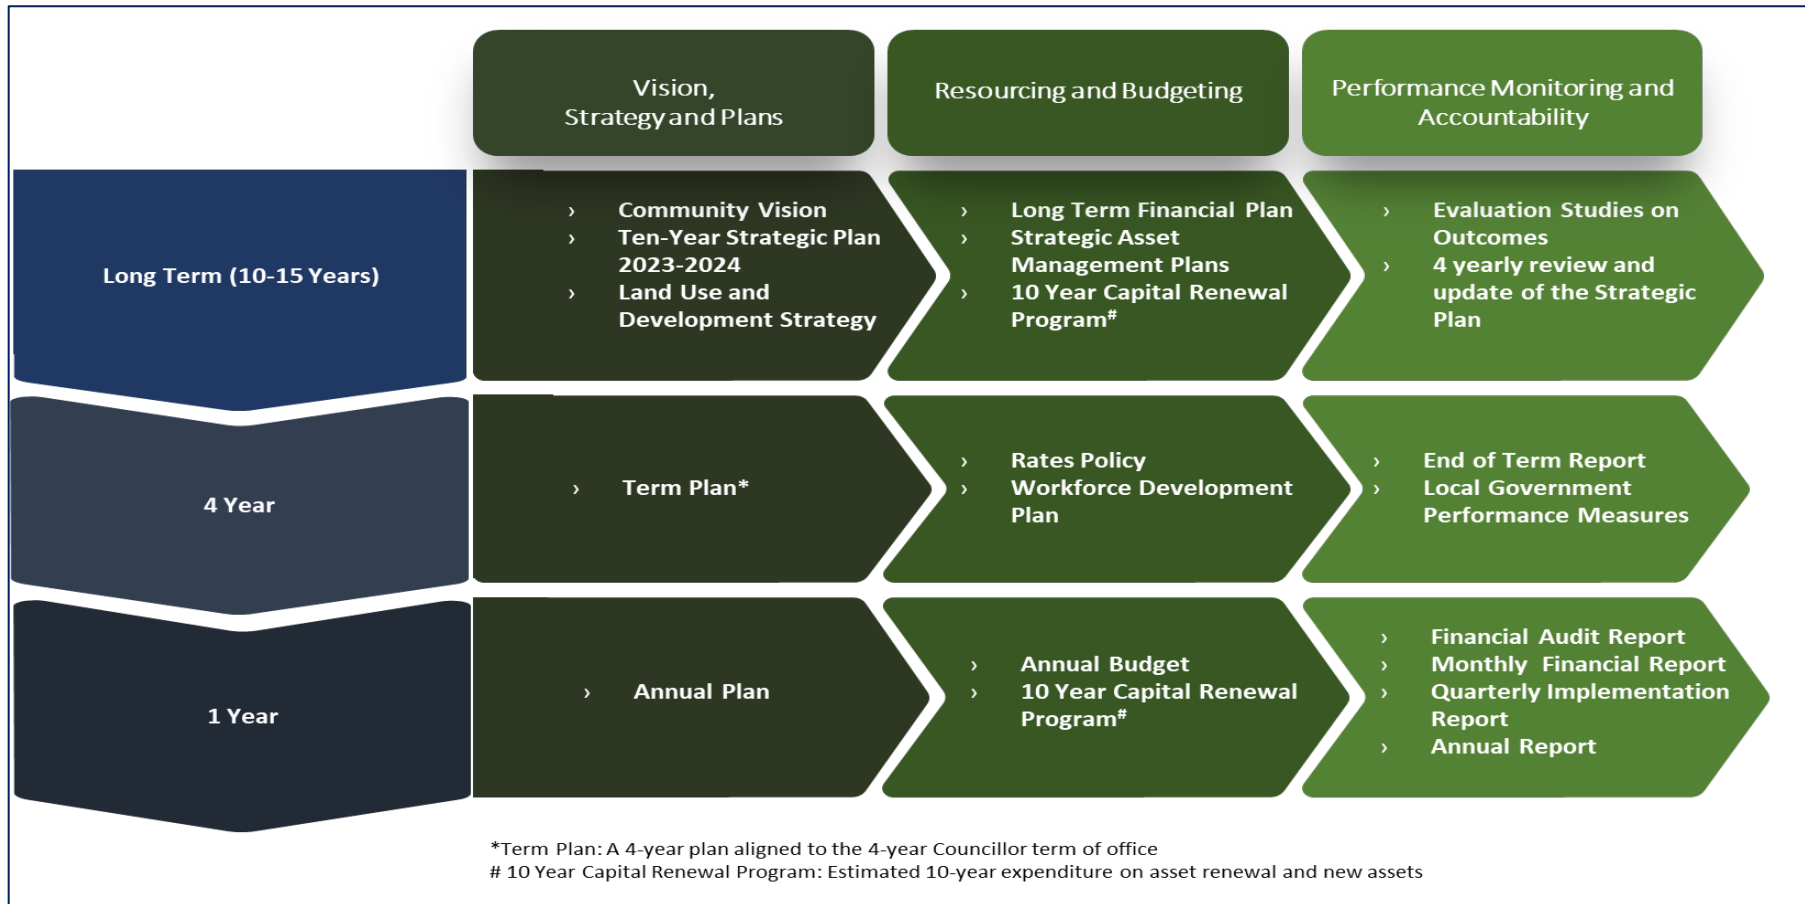 Vision,
Strategy and Plans
Resourcing and Budgeting
Performance Monitoring and
Accountability
Long Term (10-15 Years)
› Community Vision
› Ten-Year Strategic Plan
2023-2024
› Land Use and
Development Strategy
› Long Term Financial Plan
› Strategic Asset
Management Plans
› 10 Year Capital Renewal
Program#
› Evaluation Studies on
Outcomes
› 4 yearly review and
update of the Strategic
Plan
4 Year
› Term Plan*
› Rates Policy
› Workforce Development
Plan
› End of Term Report
› Local Government
Performance Measures
1 Year
› Annual Plan
› Annual Budget
› 10 Year Capital Renewal
Program#
› Financial Audit Report
› Monthly Financial Report
› Quarterly Implementation
Report
› Annual Report
*Term Plan: A 4-year plan aligned to the 4-year Councillor term of office
# 10 Year Capital Renewal Program: Estimated 10-year expenditure on asset renewal and new assets